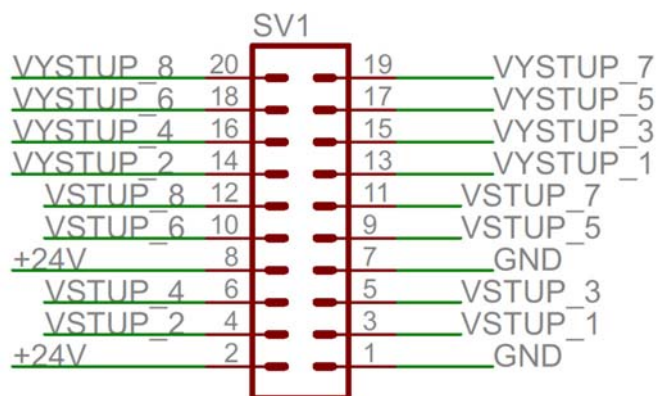 SV1
VYSTUP_8 20 19 VYSTUP_7
VYSTUP_6 18 17 VYSTUP_5
VYSTUP_4 16 15 VYSTUP_3
VYSTUP_2 14 13 VYSTUP_1
VSTUP_8 12 11 VSTUP_7
VSTUP_6 10 9 VSTUP_5
+24V 8 7 GND
VSTUP_4 6 5 VSTUP_3
VSTUP_2 4 3 VSTUP_1
+24V 2 1 GND